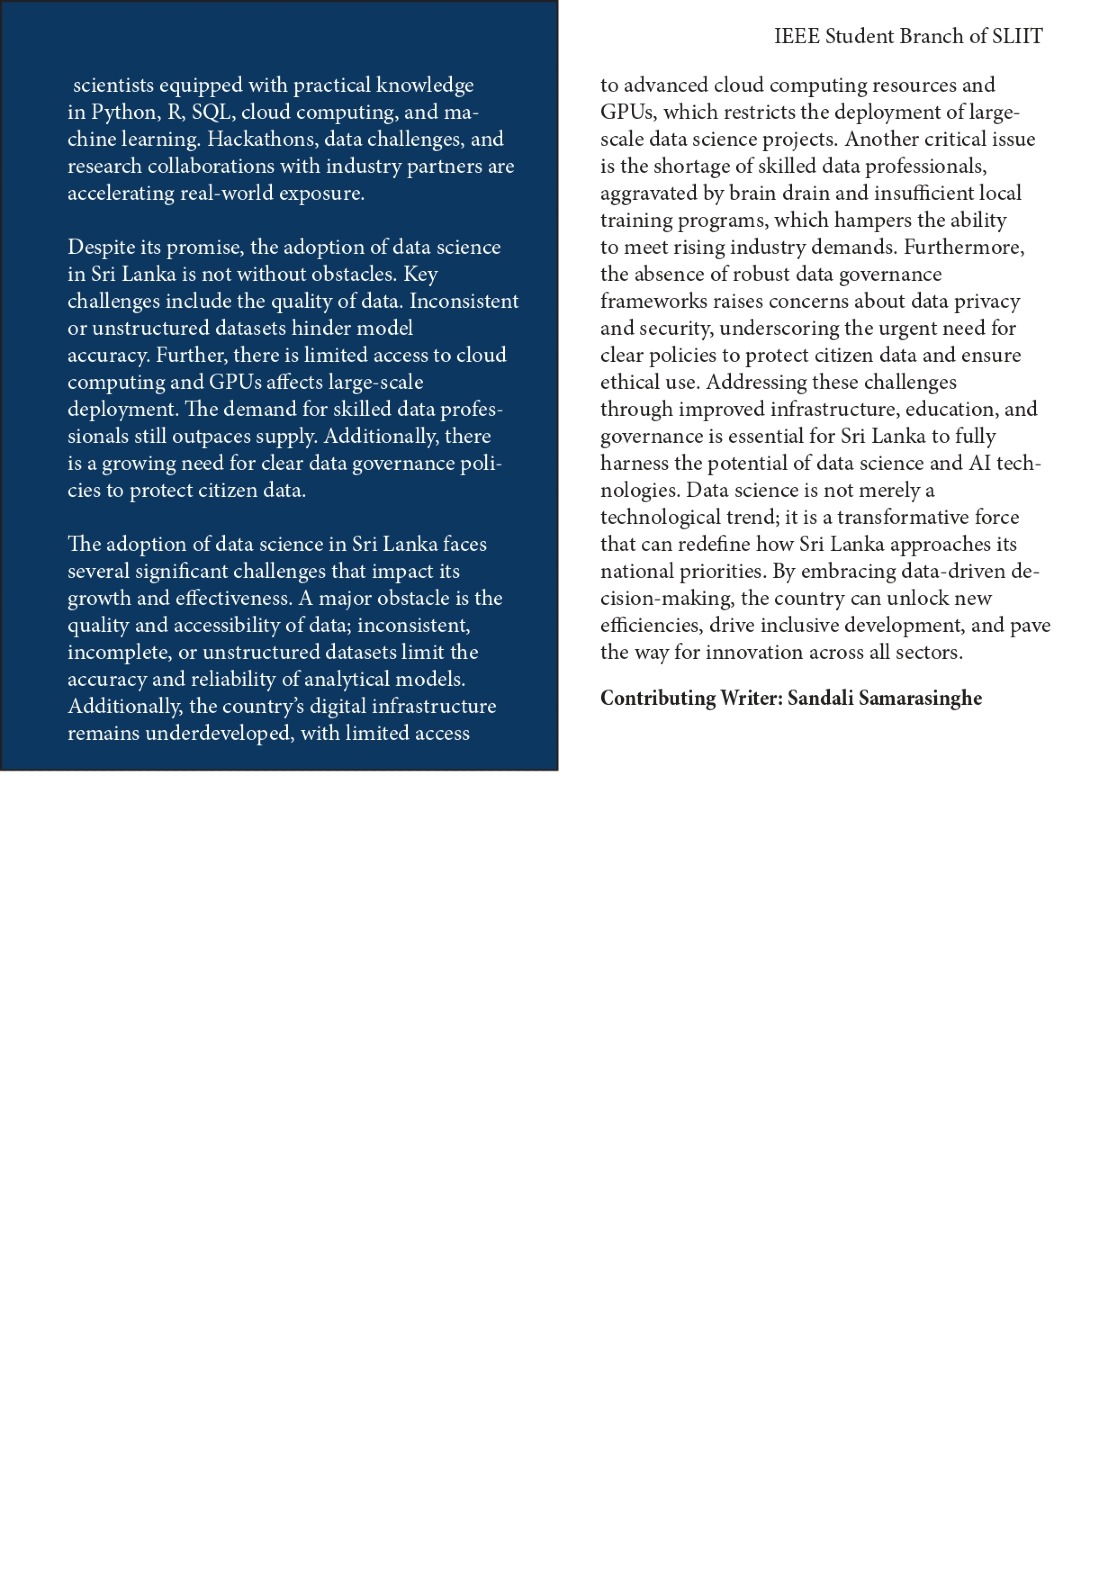 IEEE Student Branch of SLIIT
scientists equipped with practical knowledge
in Python, R, SQL, cloud computing, and ma-
chine learning. Hackathons, data challenges, and
research collaborations with industry partners are
accelerating real-world exposure.
Despite its promise, the adoption of data science
in Sri Lanka is not without obstacles. Key
challenges include the quality of data. Inconsistent
or unstructured datasets hinder model
accuracy. Further, there is limited access to cloud
computing and GPUs affects large-scale
deployment. The demand for skilled data profes-
sionals still outpaces supply. Additionally, there
is a growing need for clear data governance poli-
cies to protect citizen data.
The adoption of data science in Sri Lanka faces
several significant challenges that impact its
growth and effectiveness. A major obstacle is the
quality and accessibility of data; inconsistent,
incomplete, or unstructured datasets limit the
accuracy and reliability of analytical models.
Additionally, the country’s digital infrastructure
remains underdeveloped, with limited access
to advanced cloud computing resources and
GPUs, which restricts the deployment of large-
scale data science projects. Another critical issue
is the shortage of skilled data professionals,
aggravated by brain drain and insufficient local
training programs, which hampers the ability
to meet rising industry demands. Furthermore,
the absence of robust data governance
frameworks raises concerns about data privacy
and security, underscoring the urgent need for
clear policies to protect citizen data and ensure
ethical use. Addressing these challenges
through improved infrastructure, education, and
governance is essential for Sri Lanka to fully
harness the potential of data science and AI tech-
nologies. Data science is not merely a
technological trend; it is a transformative force
that can redefine how Sri Lanka approaches its
national priorities. By embracing data-driven de-
cision-making, the country can unlock new
efficiencies, drive inclusive development, and pave
the way for innovation across all sectors.
Contributing Writer: Sandali Samarasinghe